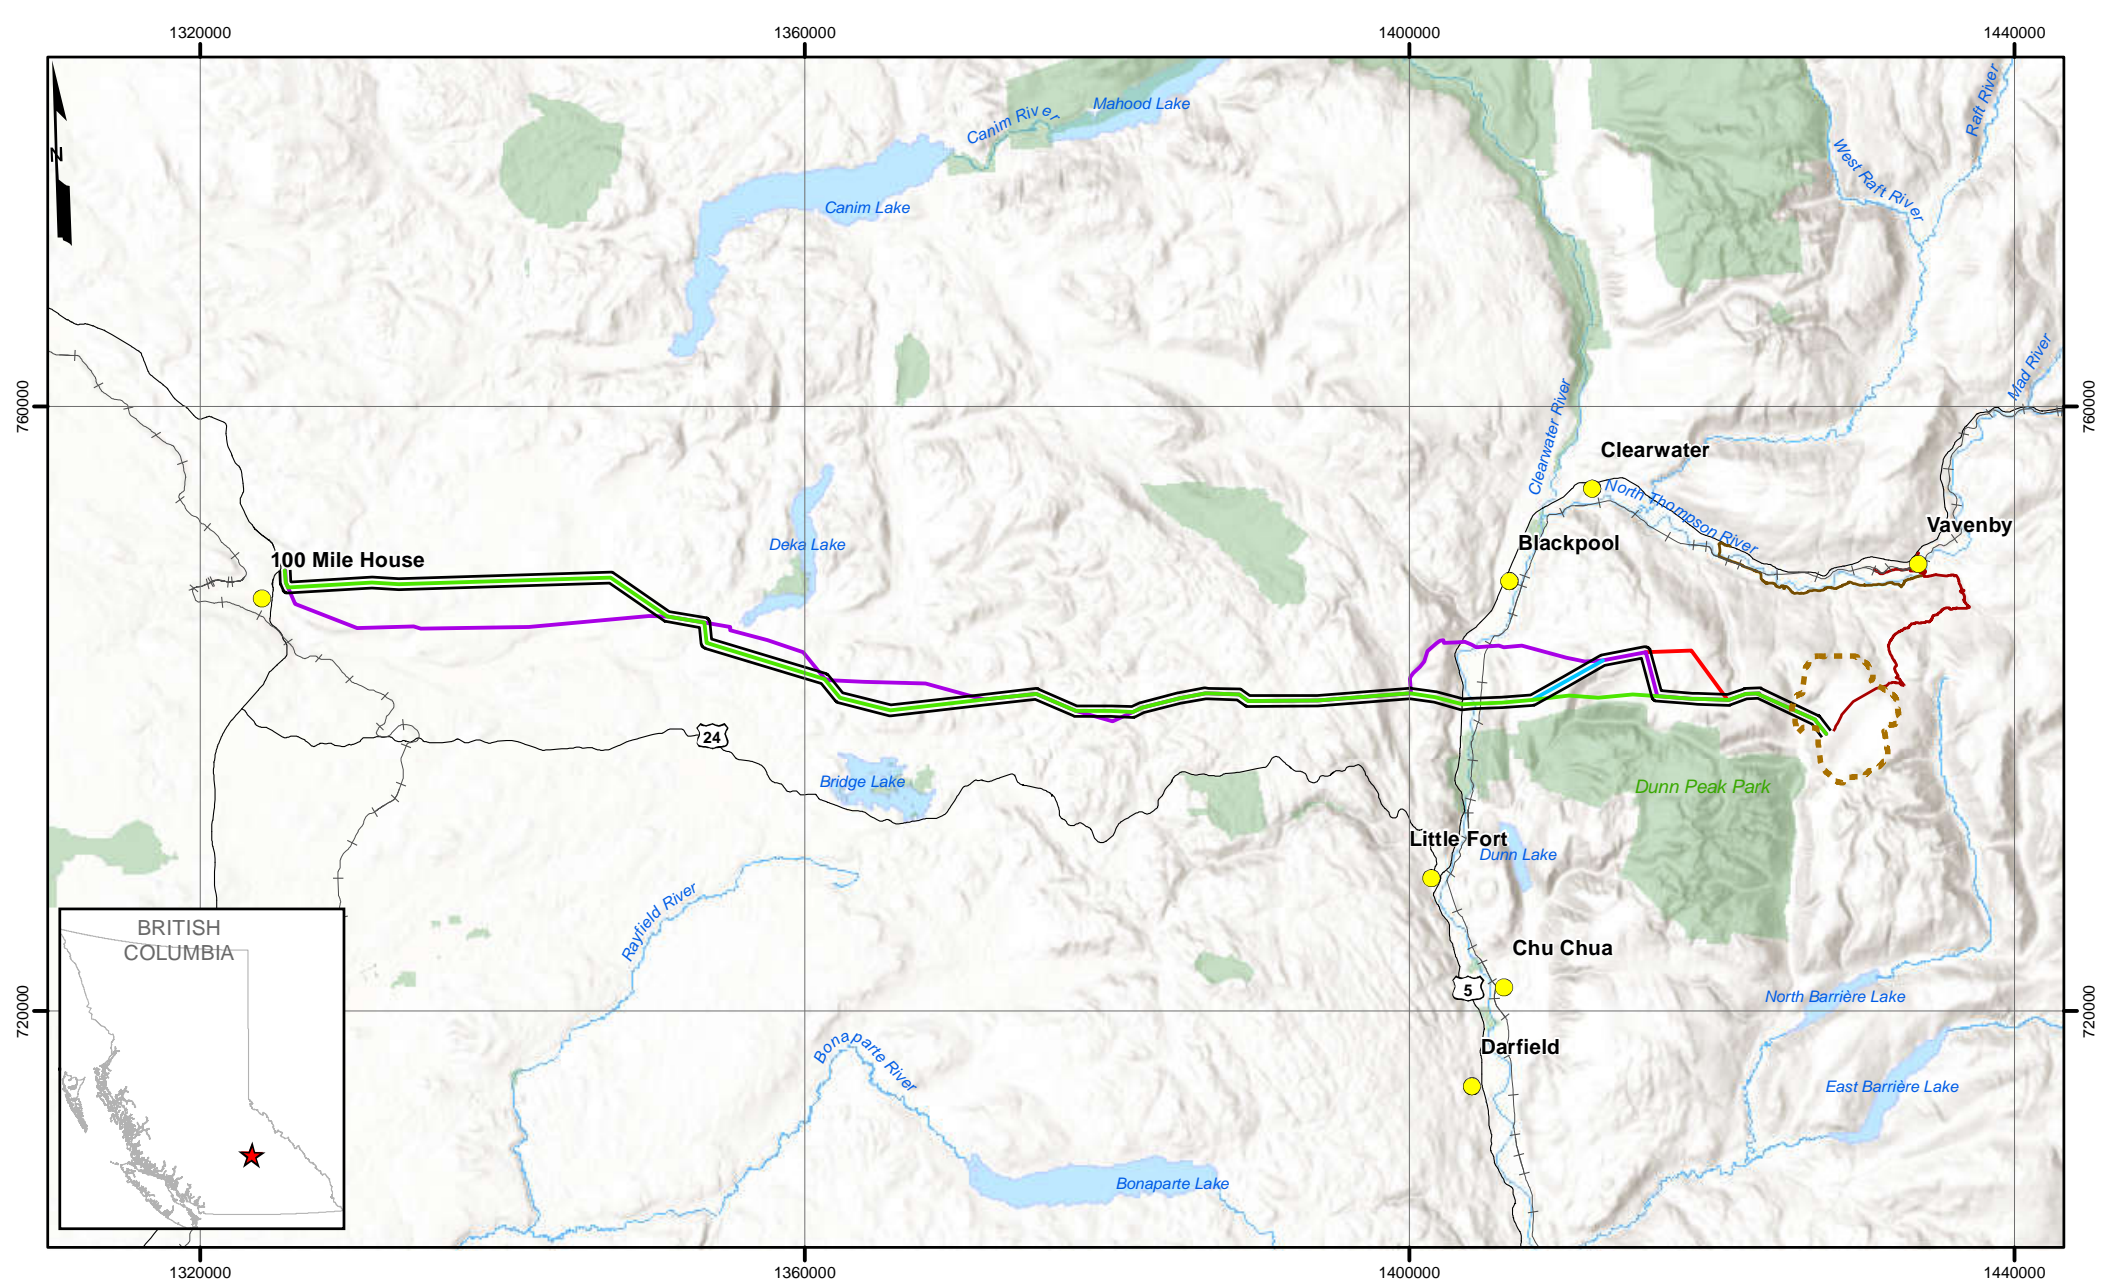 1320000
1360000
1400000
1440000
N
Mahood Lake
Canim River
Raft River
West Raft River
Canim Lake
Mad River
760000
760000
Clearwater River
Clearwater
North Thompson River
Vavenby
Deka Lake
Blackpool
100 Mile House
24
Bridge Lake
Dunn Peak Park
Little Fort
Dunn Lake
Rayfield River
BRITISH
COLUMBIA
Chu Chua
5
North Barrière Lake
720000
720000
Bonaparte River
Darfield
East Barrière Lake
Bonaparte Lake
1320000
1360000
1400000
1440000